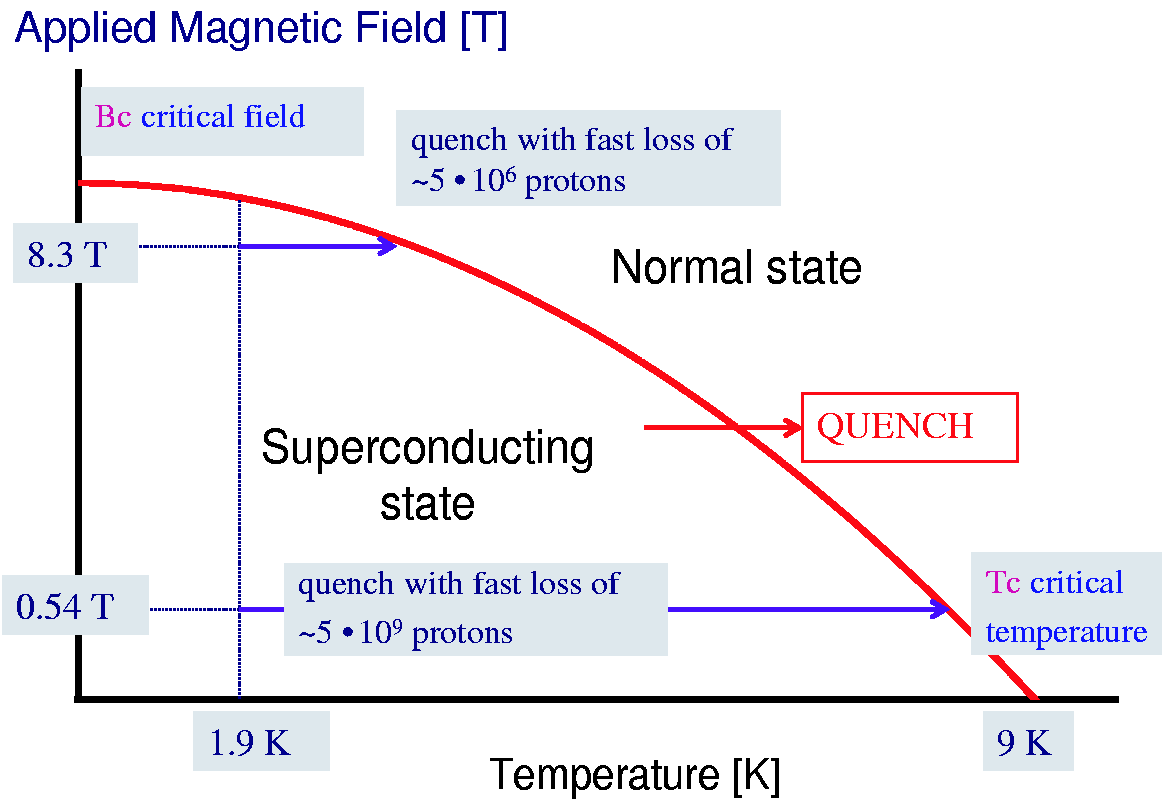 Applied Magnetic Field [T]
Bc critical field
quench with fast loss of
~5 • 10⁶ protons
8.3 T
Normal state
QUENCH
Superconducting
state
quench with fast loss of
~5 • 10⁹ protons
0.54 T
Tc critical
temperature
1.9 K
9 K
Temperature [K]